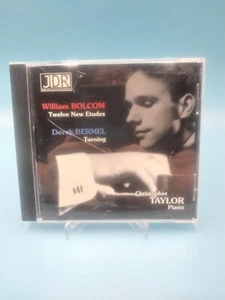 JDR
William BOLCOM
Twelve New Etudes
Derek BERMEL
Turning
Christopher
TAYLOR
Piano